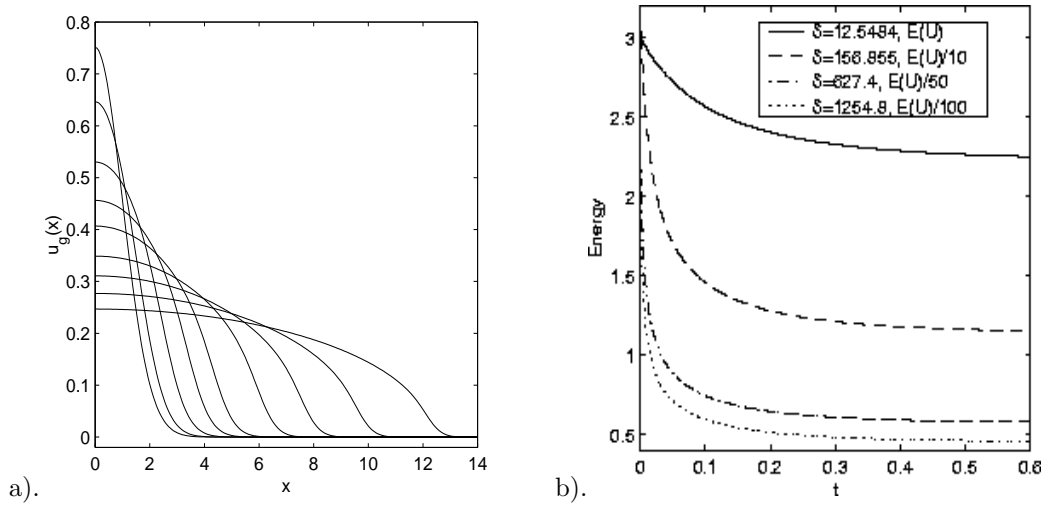 0.8
0.7
0.6
0.5
0.4
0.3
0.2
0.1
0
u_g(x)
0 2 4 6 8 10 12 14
x
a).
3
2.5
2
1.5
1
0.5
Energy
δ=12.5484, E(U)
δ=156.855, E(U)/10
δ=627.4, E(U)/50
δ=1254.8, E(U)/100
0 0.1 0.2 0.3 0.4 0.5 0.6
t
b).